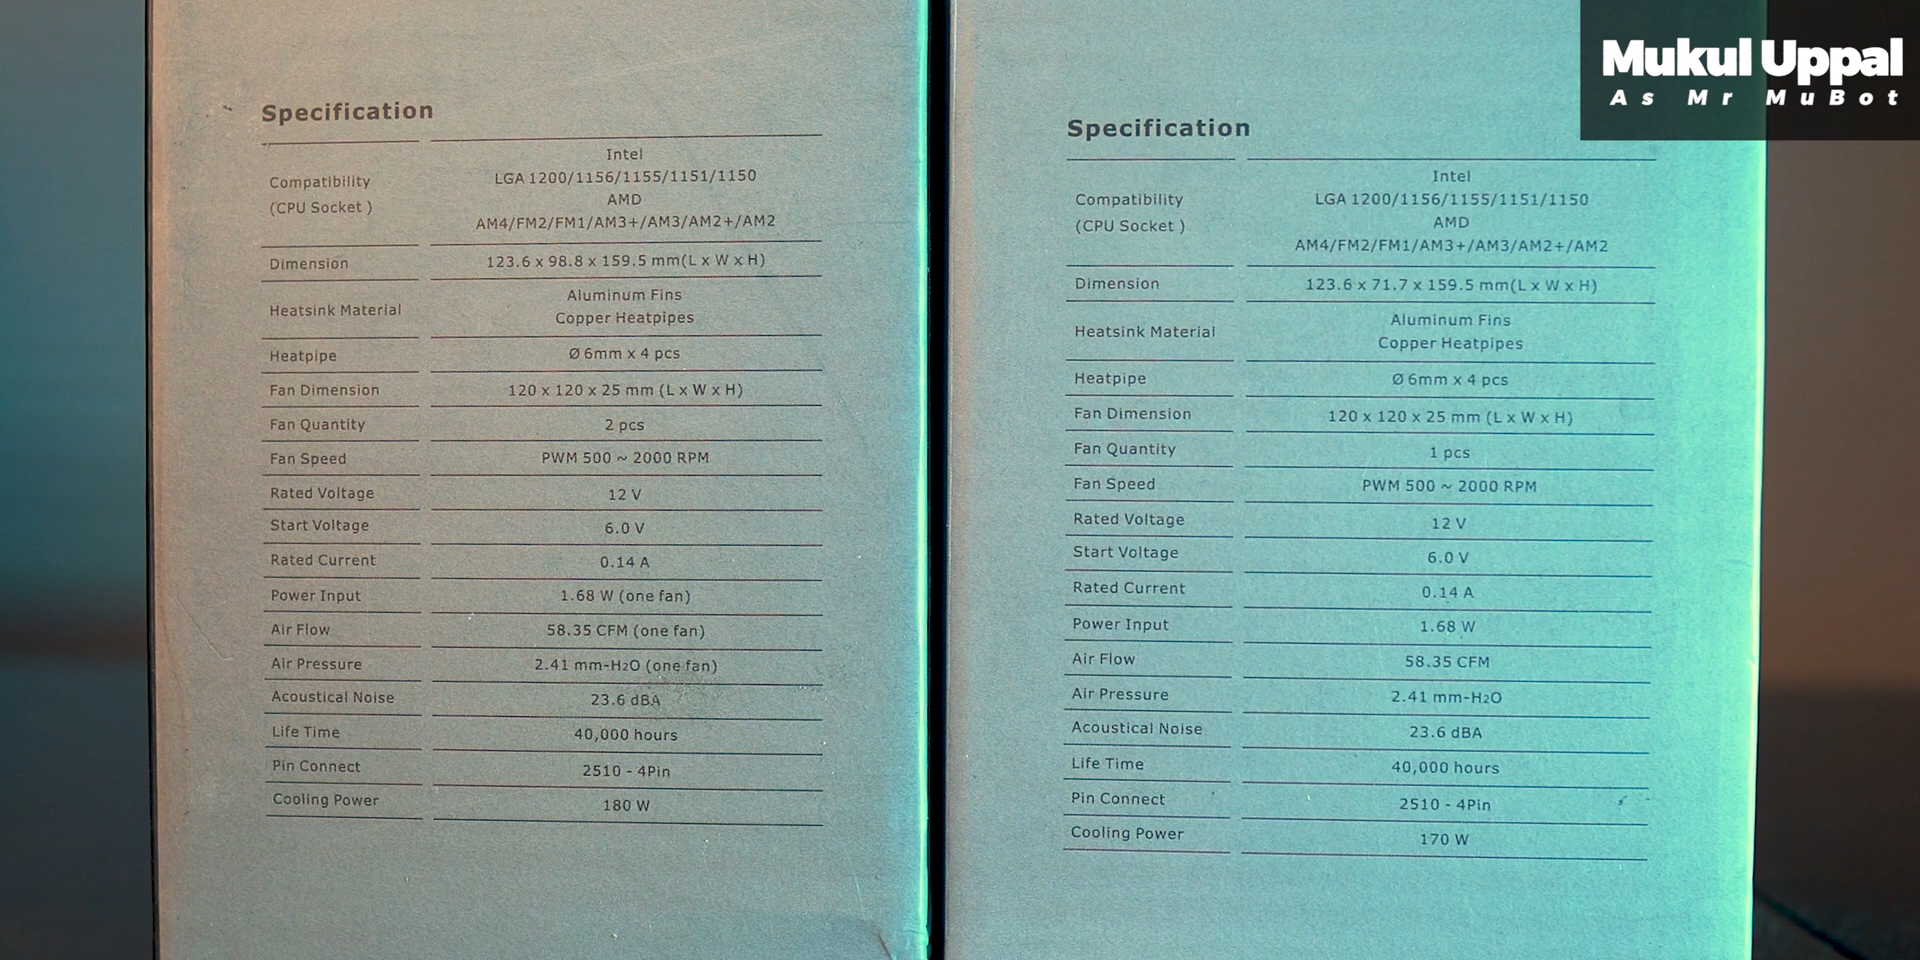 Mukul Uppal
As Mr MuBot
Specification
Compatibility
(CPU Socket )
Intel
LGA 1200/1156/1155/1151/1150
AMD
AM4/FM2/FM1/AM3+/AM3/AM2+/AM2
Dimension 123.6 x 98.8 x 159.5 mm(L x W x H)
Heatsink Material
Aluminum Fins
Copper Heatpipes
Heatpipe Ø 6mm x 4 pcs
Fan Dimension 120 x 120 x 25 mm (L x W x H)
Fan Quantity 2 pcs
Fan Speed PWM 500 ~ 2000 RPM
Rated Voltage 12 V
Start Voltage 6.0 V
Rated Current 0.14 A
Power Input 1.68 W (one fan)
Air Flow 58.35 CFM (one fan)
Air Pressure 2.41 mm-H2O (one fan)
Acoustical Noise 23.6 dBA
Life Time 40,000 hours
Pin Connect 2510 - 4Pin
Cooling Power 180 W
Specification
Compatibility
(CPU Socket )
Intel
LGA 1200/1156/1155/1151/1150
AMD
AM4/FM2/FM1/AM3+/AM3/AM2+/AM2
Dimension 123.6 x 71.7 x 159.5 mm(L x W x H)
Heatsink Material
Aluminum Fins
Copper Heatpipes
Heatpipe Ø 6mm x 4 pcs
Fan Dimension 120 x 120 x 25 mm (L x W x H)
Fan Quantity 1 pcs
Fan Speed PWM 500 ~ 2000 RPM
Rated Voltage 12 V
Start Voltage 6.0 V
Rated Current 0.14 A
Power Input 1.68 W
Air Flow 58.35 CFM
Air Pressure 2.41 mm-H2O
Acoustical Noise 23.6 dBA
Life Time 40,000 hours
Pin Connect 2510 - 4Pin
Cooling Power 170 W